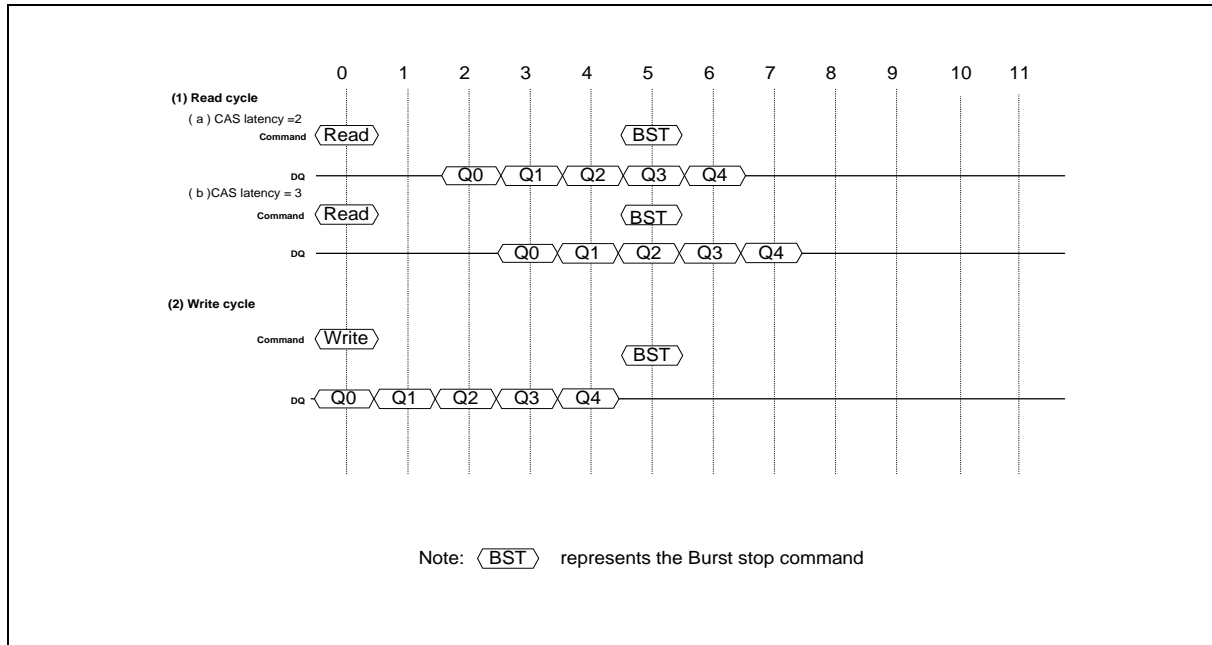 0 1 2 3 4 5 6 7 8 9 10 11
(1) Read cycle
( a ) CAS latency =2
Command Read BST
DQ Q0 Q1 Q2 Q3 Q4
( b )CAS latency = 3
Command Read BST
DQ Q0 Q1 Q2 Q3 Q4
(2) Write cycle
Command Write BST
DQ Q0 Q1 Q2 Q3 Q4
Note: BST represents the Burst stop command